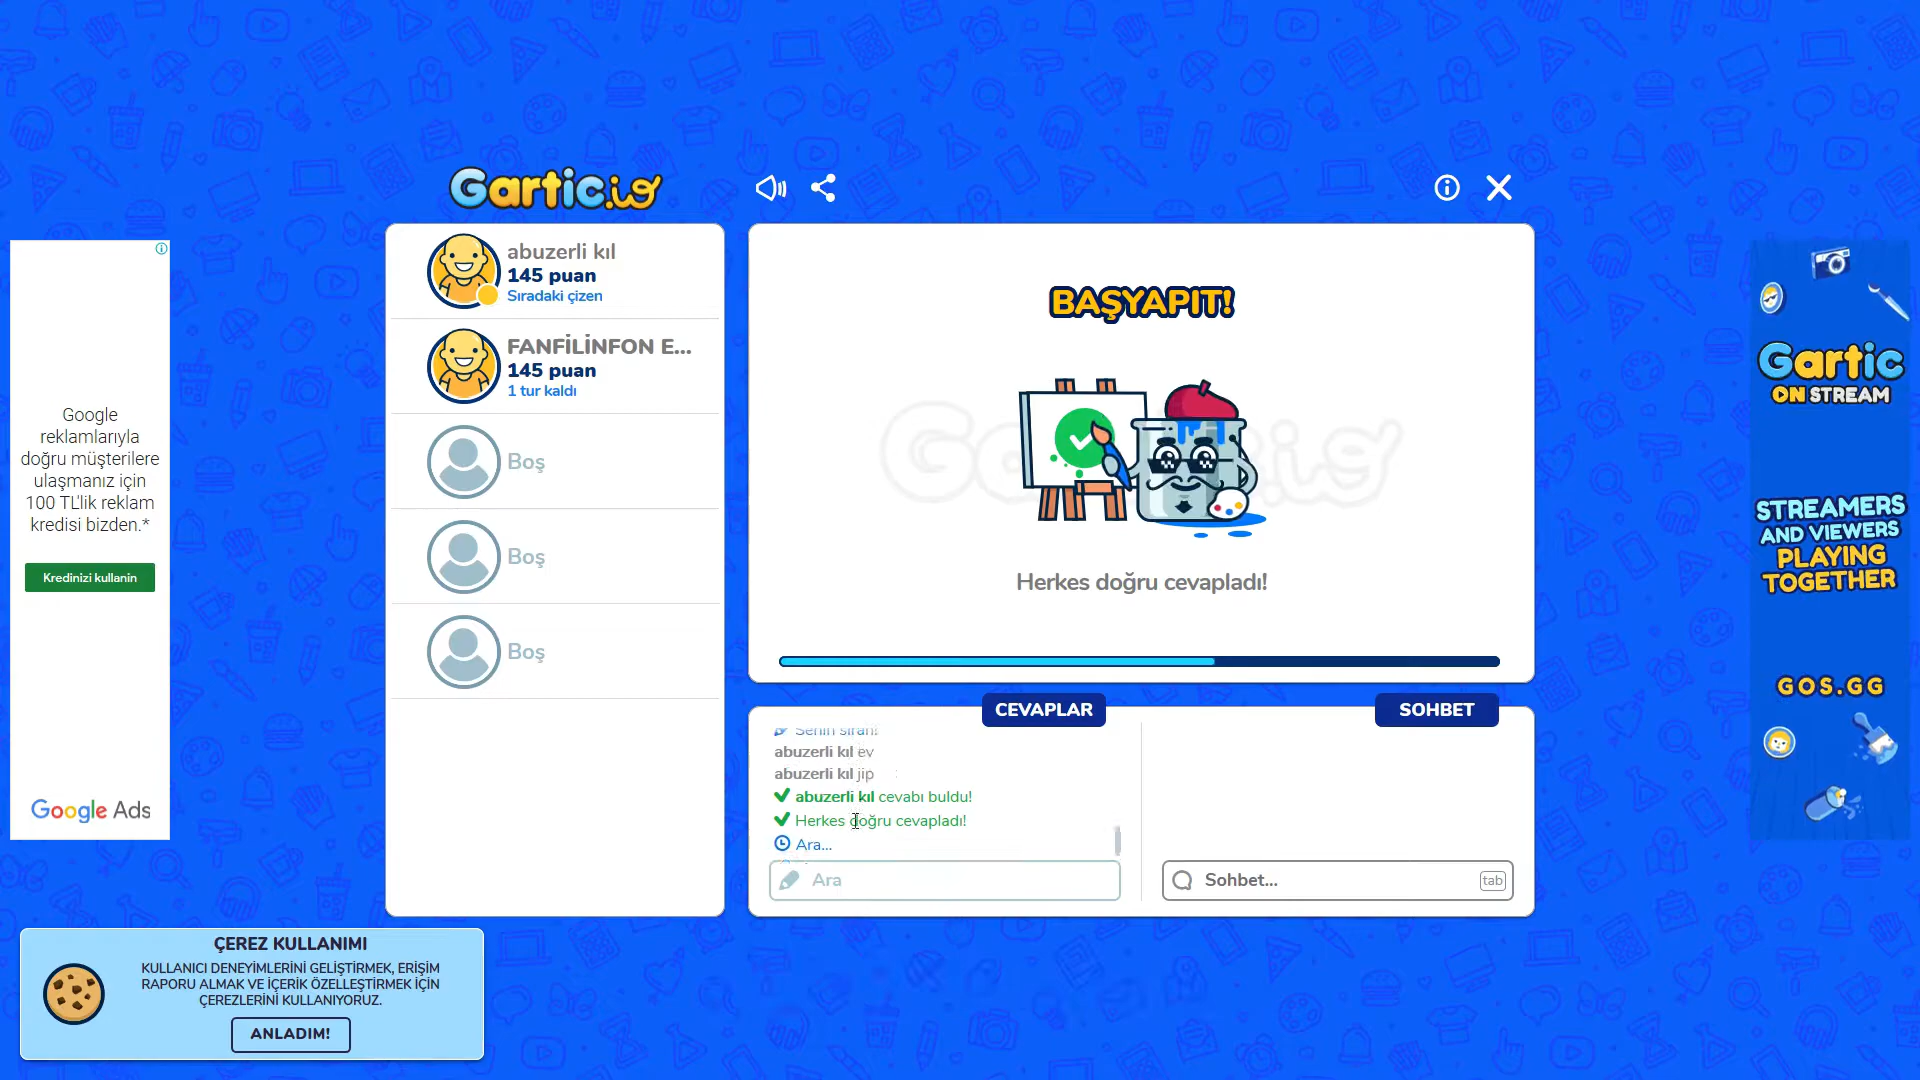 Gartic.io
abuzerli kıl
145 puan
Sıradaki çizen
FANFİLİNFON E...
145 puan
1 tur kaldı
Boş
Boş
Boş
BAŞYAPIT!
Herkes doğru cevapladı!
CEVAPLAR
Senin sıran!
abuzerli kıl ev
abuzerli kıl jip
abuzerli kıl cevabı buldu!
Herkes doğru cevapladı!
Ara...
Ara
SOHBET
Sohbet...
tab
Google
reklamlarıyla
doğru müşterilere
ulaşmanız için
100 TL'lik reklam
kredisi bizden.*
Kredinizi kullanin
Google Ads
Gartic
ON STREAM
STREAMERS
AND VIEWERS
PLAYING
TOGETHER
GOS.GG
ÇEREZ KULLANIMI
KULLANICI DENEYİMLERİNİ GELİŞTİRMEK, ERİŞİM
RAPORU ALMAK VE İÇERİK ÖZELLEŞTİRMEK İÇİN
ÇEREZLERİNİ KULLANIYORUZ.
ANLADIM!